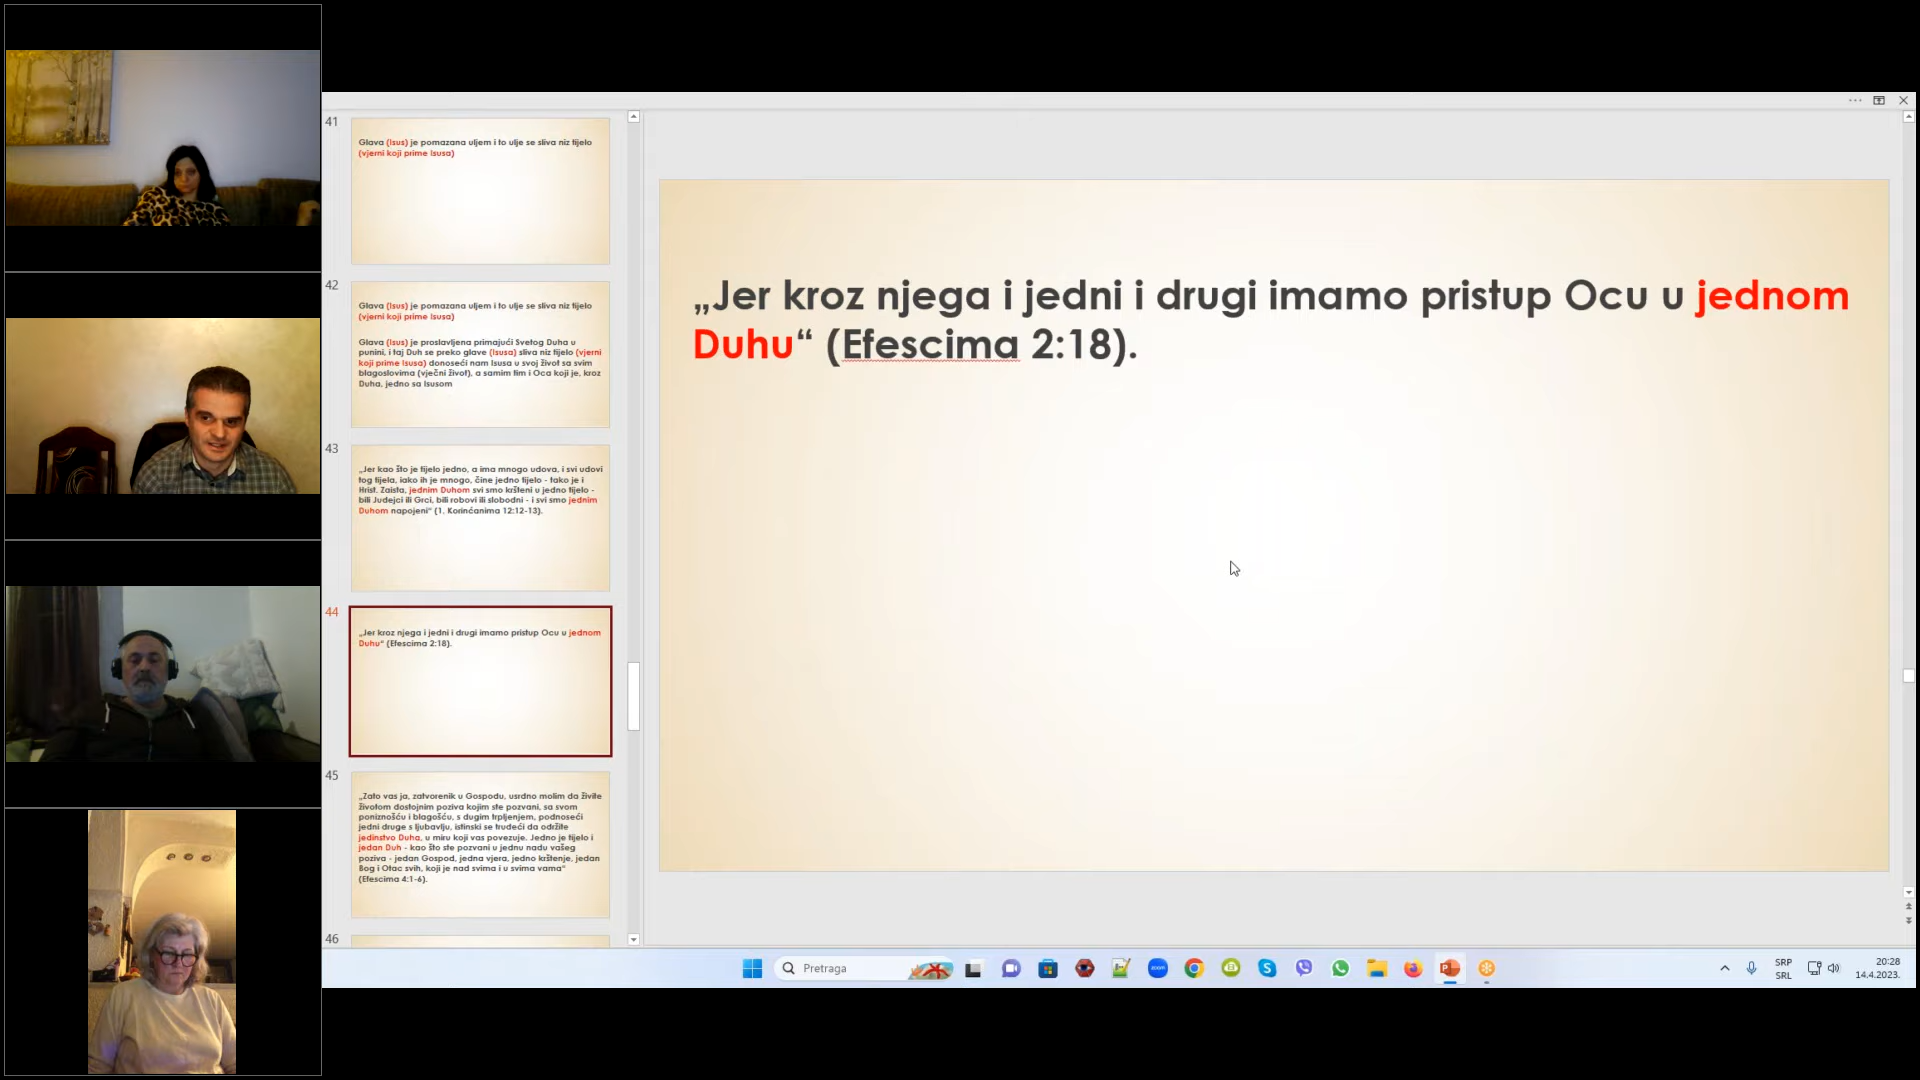 41
Glava (Isus) je pomazana uljem i to ulje se sliva niz tijelo
(vjerni koji prime Isusa)
42
Glava (Isus) je pomazana uljem i to ulje se sliva niz tijelo
(vjerni koji prime Isusa)
Glava (Isus) je proslavljena primajući Svetog Duha u
punini, i taj Duh se preko glave (Isusa) sliva niz tijelo (vjerni
koji prime Isusa) donoseći nam Isusa u svoj život sa svim
blagoslovima (vječni život), a samim tim i Oca koji je, kroz
Duha, jedno sa Isusom
43
„Jer kao što je tijelo jedno, a ima mnogo udova, i svi udovi
tog tijela, iako ih je mnogo, čine jedno tijelo - tako je i
Hrist. Zaista, jednim Duhom svi smo kršteni u jedno tijelo -
bili Judejci ili Grci, bili robovi ili slobodni - i svi smo jednim
Duhom napojeni“ (1. Korinćanima 12:12-13).
44
„Jer kroz njega i jedni i drugi imamo pristup Ocu u jednom
Duhu“ (Efescima 2:18).
45
„Zato vas ja, zatvorenik u Gospodu, usrdno molim da živite
životom dostojnim poziva kojim ste pozvani, sa svom
poniznošću i blagošću, s dugim trpljenjem, podnoseći
jedni druge s ljubavlju, istinski se trudeći da održite
jedinstvo Duha, u miru koji vas povezuje. Jedno je tijelo i
jedan Duh - kao što ste pozvani u jednu nadu vašeg
poziva - jedan Gospod, jedna vjera, jedno krštenje, jedan
Bog i Otac svih, koji je nad svima i u svima vama“
(Efescima 4:1-6).
46
„Jer kroz njega i jedni i drugi imamo pristup Ocu u jednom
Duhu“ (Efescima 2:18).
Pretraga
zoom
SRP
SRL
20:28
14.4.2023.